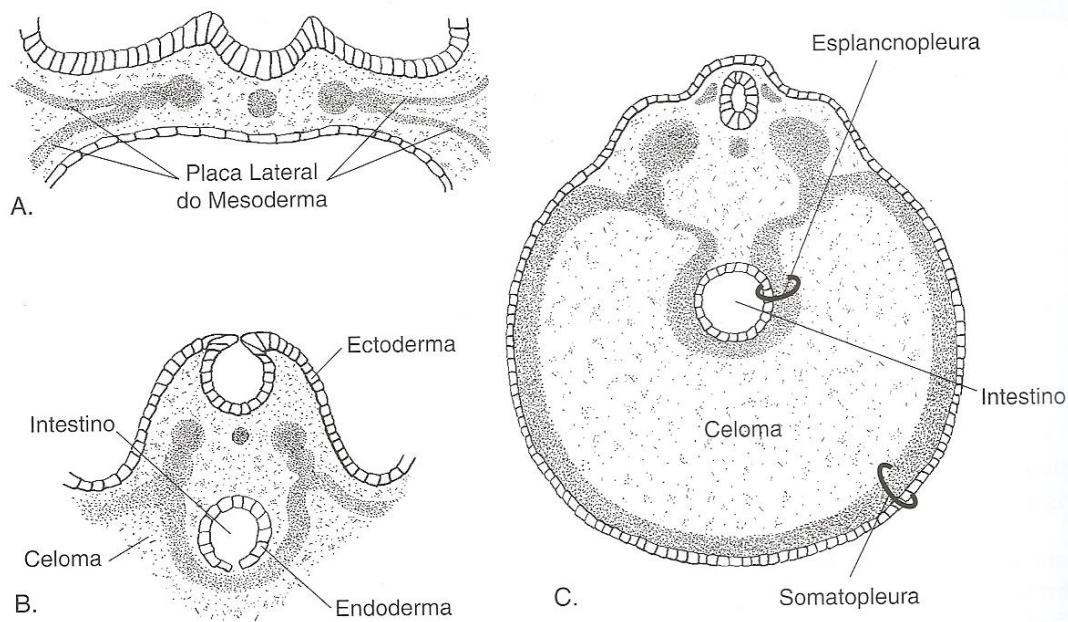 Placa Lateral
do Mesoderma
A.
Ectoderma
Intestino
Celoma
Endoderma
B.
Esplancnopleura
Intestino
Celoma
Somatopleura
C.